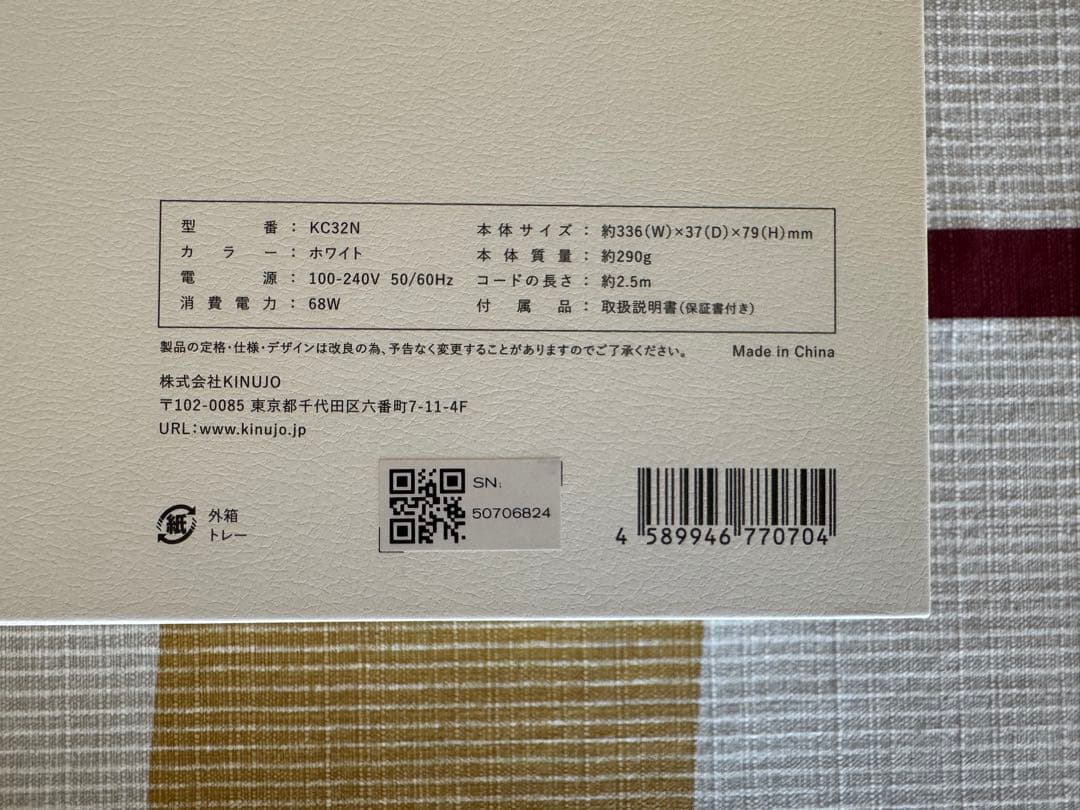 型番：KC32N
カラー：ホワイト
電源：100-240V 50/60Hz
消費電力：68W
本体サイズ：約336(W)×37(D)×79(H)mm
本体質量：約290g
コードの長さ：約2.5m
付属品：取扱説明書(保証書付き)
製品の定格・仕様・デザインは改良の為、予告なく変更することがありますのでご了承ください。
Made in China
株式会社KINUJO
〒102-0085 東京都千代田区六番町7-11-4F
URL：www.kinujo.jp
紙
外箱
トレー
SN:
50706824
4 589946 770704